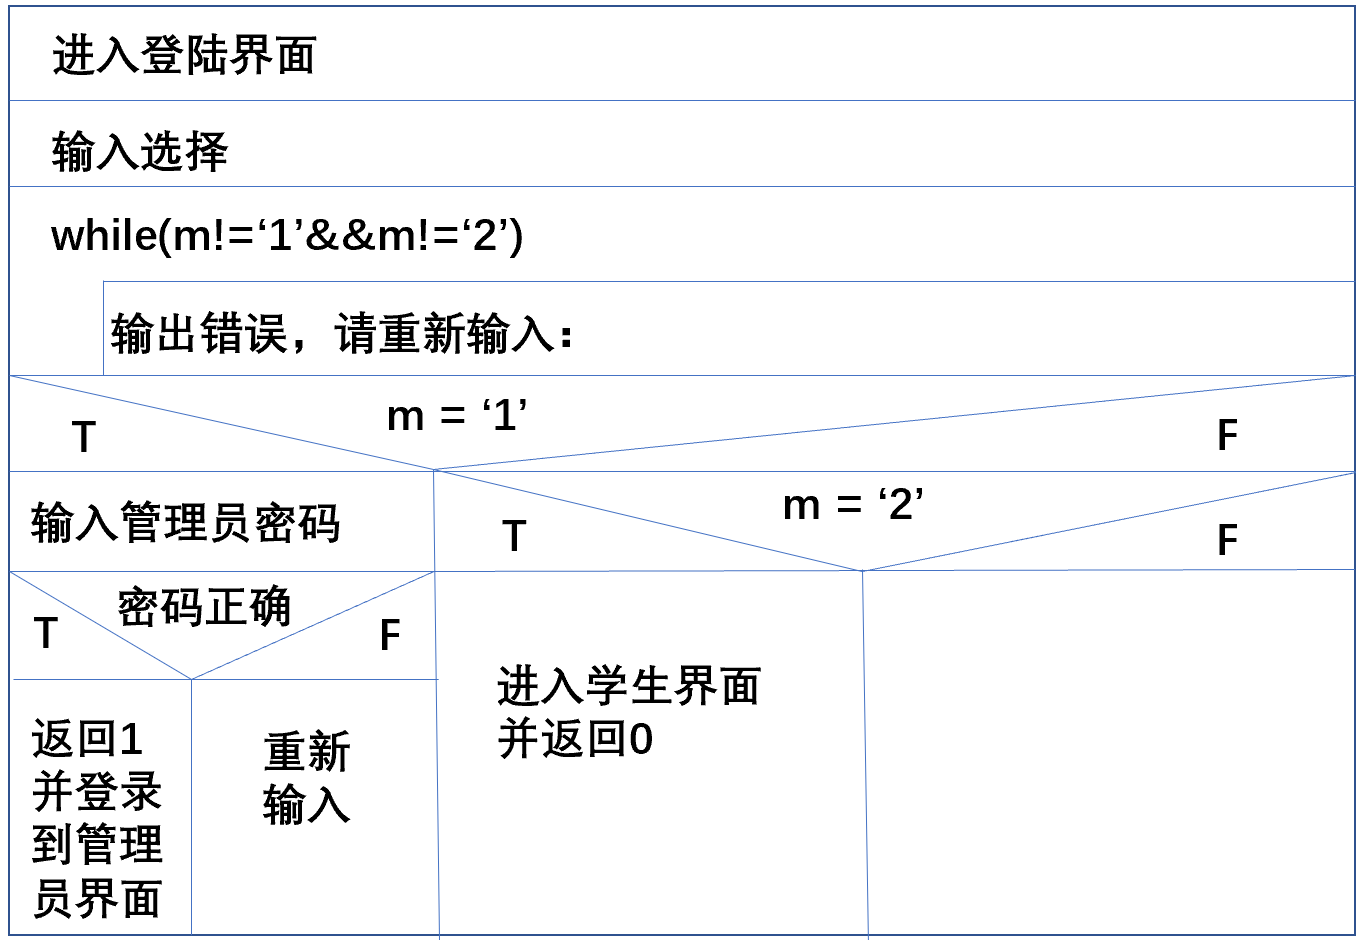 进入登陆界面
输入选择
while(m!=‘1’&&m!=‘2’)
输出错误，请重新输入：
m = ‘1’
T
F
输入管理员密码
m = ‘2’
T
F
密码正确
T
F
返回1
并登录
到管理
员界面
重新
输入
进入学生界面
并返回0